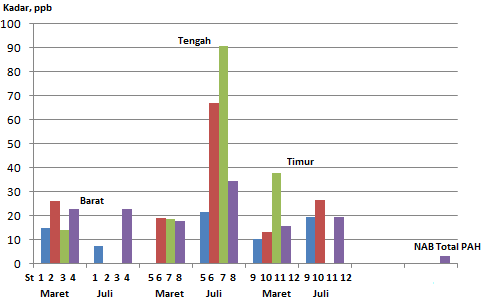 Kadar, ppb
100
90
Tengah
80
70
60
50
40
Timur
30
Barat
20
10
NAB Total PAH
0
St 1 2 3 4 1 2 3 4 5 6 7 8 5 6 7 8 9 10 11 12 9 10 11 12
Maret Juli Maret Juli Maret Juli